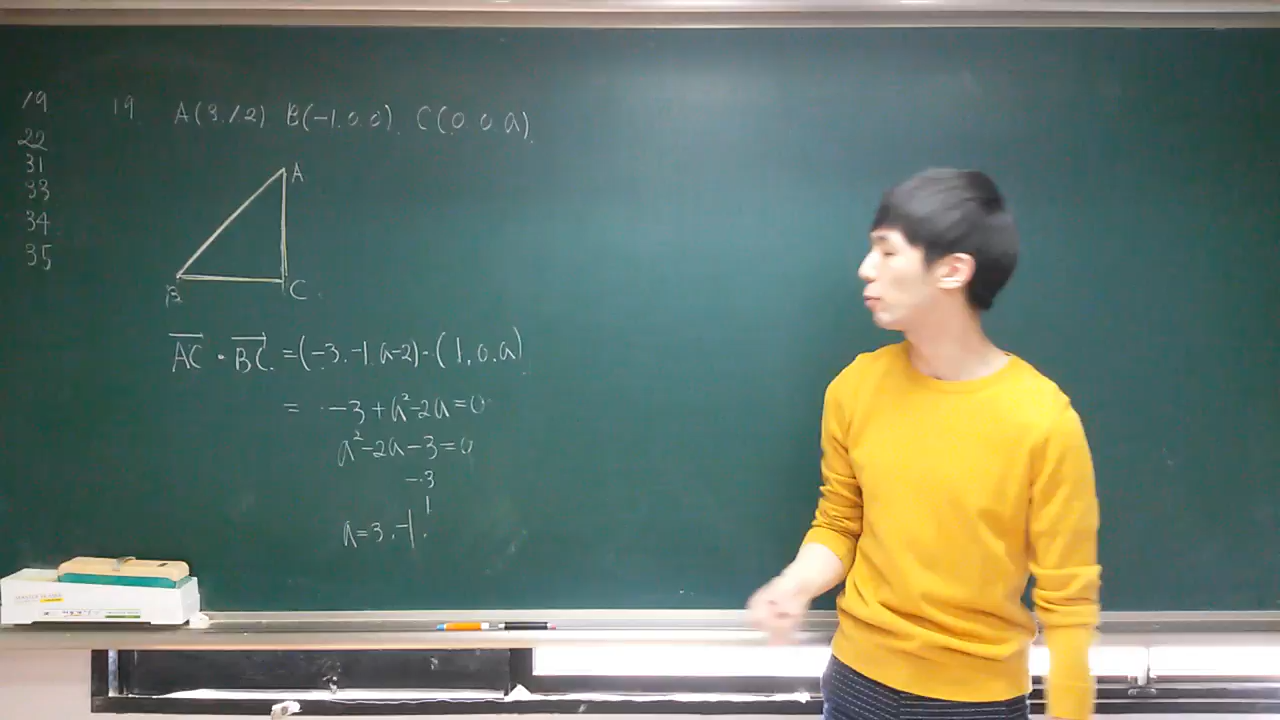 19
22
31
33
34
35
19. A(3.1.2) B(-1.0.0). C(0.0.a).
A
B
C.
AC · BC = (-3.-1.a-2)·(1,0.a)
= -3+a²-2a=0
a²-2a-3=0
-3
1
a=3.-1.